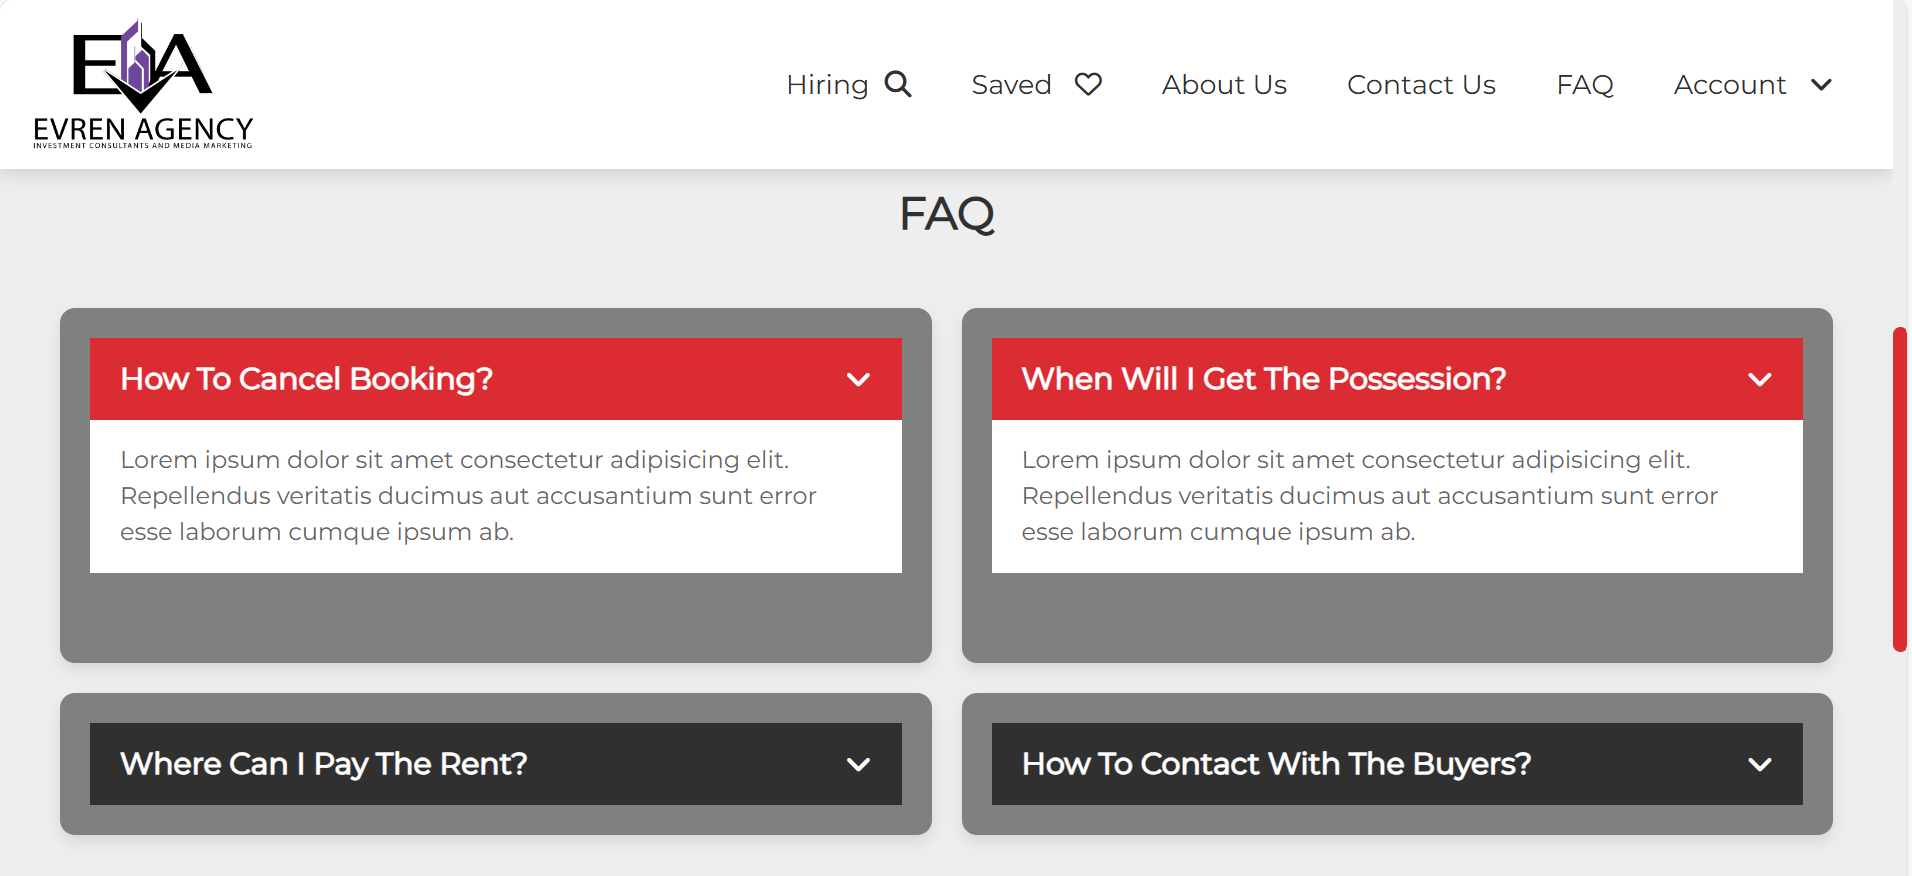 EA
EVREN AGENCY
INVESTMENT CONSULTANTS AND MEDIA MARKETING
Hiring Saved About Us Contact Us FAQ Account
FAQ
How To Cancel Booking?
Lorem ipsum dolor sit amet consectetur adipisicing elit.
Repellendus veritatis ducimus aut accusantium sunt error
esse laborum cumque ipsum ab.
When Will I Get The Possession?
Lorem ipsum dolor sit amet consectetur adipisicing elit.
Repellendus veritatis ducimus aut accusantium sunt error
esse laborum cumque ipsum ab.
Where Can I Pay The Rent?
How To Contact With The Buyers?